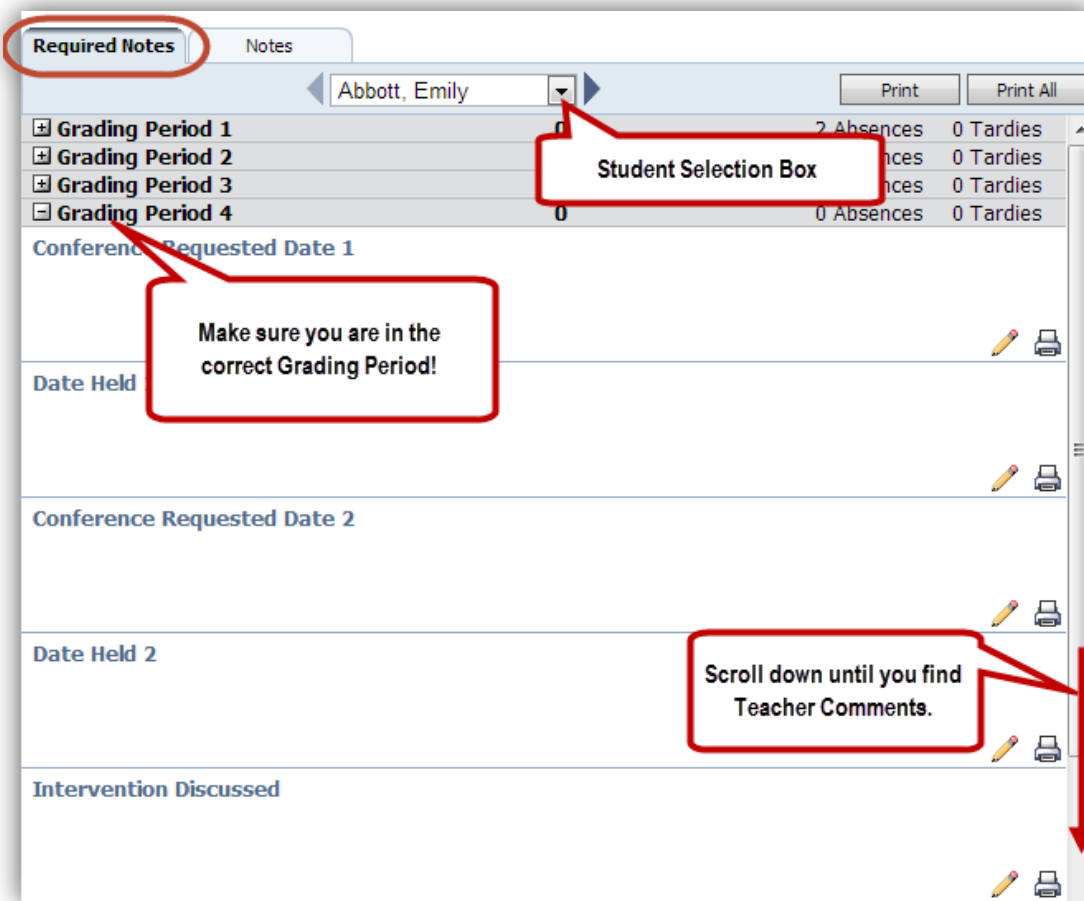 Required Notes Notes
Abbott, Emily Print Print All
Grading Period 1 0 2 Absences 0 Tardies
Grading Period 2 0 Tardies
Student Selection Box
Grading Period 3 0 Tardies
Grading Period 4 0 0 Absences 0 Tardies
Conference Requested Date 1
Make sure you are in the
correct Grading Period!
Date Held
Conference Requested Date 2
Date Held 2
Scroll down until you find
Teacher Comments.
Intervention Discussed